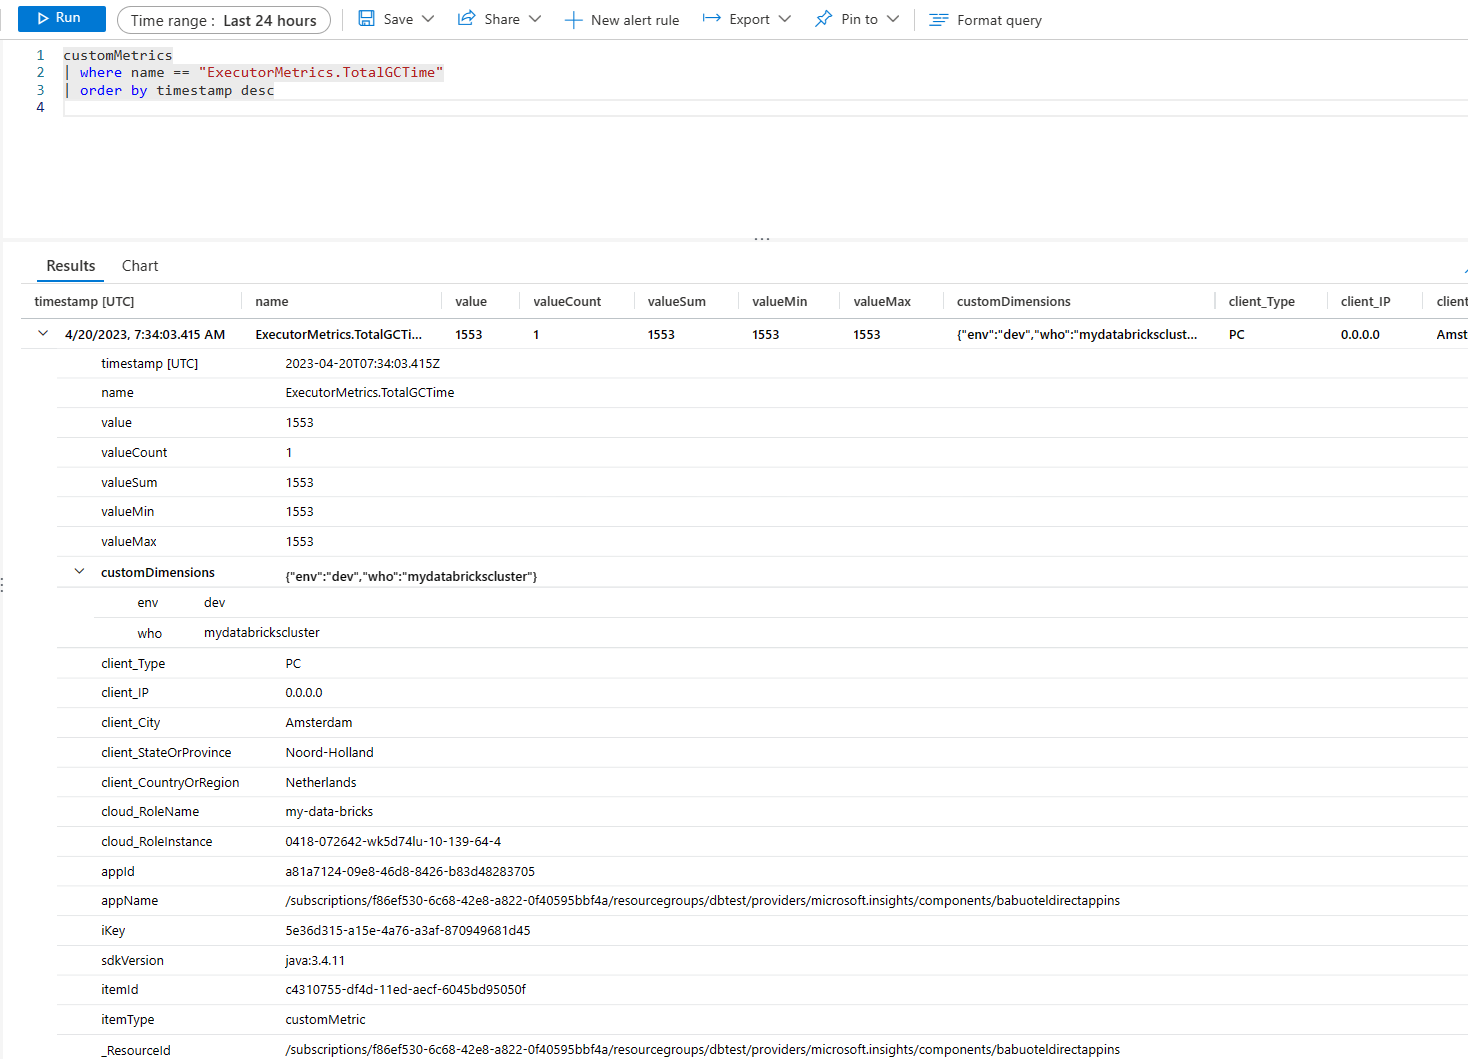 Run Time range : Last 24 hours Save Share New alert rule Export Pin to Format query
1 customMetrics
2 | where name == "ExecutorMetrics.TotalGCTime"
3 | order by timestamp desc
4
...
Results Chart
timestamp [UTC] name value valueCount valueSum valueMin valueMax customDimensions client_Type client_IP client
4/20/2023, 7:34:03.415 AM ExecutorMetrics.TotalGCTi... 1553 1 1553 1553 1553 {"env":"dev","who":"mydatabricksclust... PC 0.0.0.0 Amst
timestamp [UTC] 2023-04-20T07:34:03.415Z
name ExecutorMetrics.TotalGCTime
value 1553
valueCount 1
valueSum 1553
valueMin 1553
valueMax 1553
customDimensions {"env":"dev","who":"mydatabrickscluster"}
env dev
who mydatabrickscluster
client_Type PC
client_IP 0.0.0.0
client_City Amsterdam
client_StateOrProvince Noord-Holland
client_CountryOrRegion Netherlands
cloud_RoleName my-data-bricks
cloud_RoleInstance 0418-072642-wk5d74lu-10-139-64-4
appId a81a7124-09e8-46d8-8426-b83d48283705
appName /subscriptions/f86ef530-6c68-42e8-a822-0f40595bbf4a/resourcegroups/dbtest/providers/microsoft.insights/components/babuoteldirectappins
iKey 5e36d315-a15e-4a76-a3af-870949681d45
sdkVersion java:3.4.11
itemId c4310755-df4d-11ed-aecf-6045bd95050f
itemType customMetric
_ResourceId /subscriptions/f86ef530-6c68-42e8-a822-0f40595bbf4a/resourcegroups/dbtest/providers/microsoft.insights/components/babuoteldirectappins